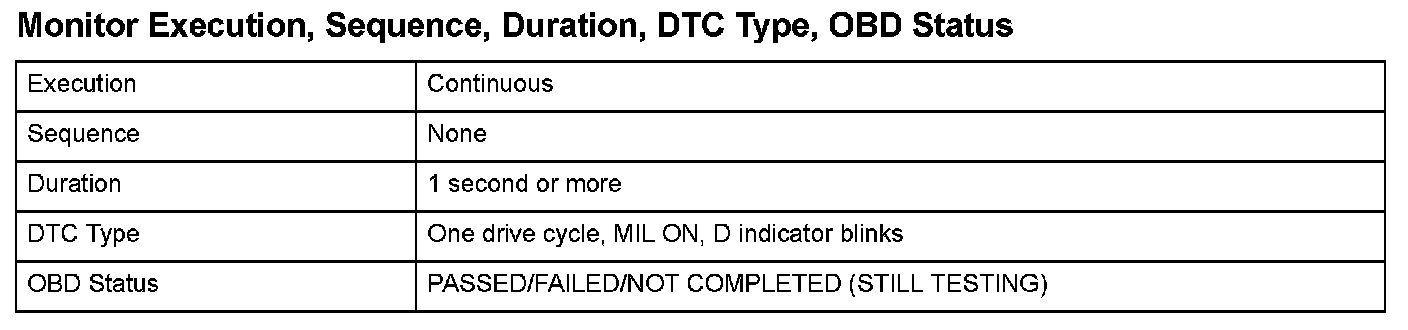 Monitor Execution, Sequence, Duration, DTC Type, OBD Status
Execution Continuous
Sequence None
Duration 1 second or more
DTC Type One drive cycle, MIL ON, D indicator blinks
OBD Status PASSED/FAILED/NOT COMPLETED (STILL TESTING)